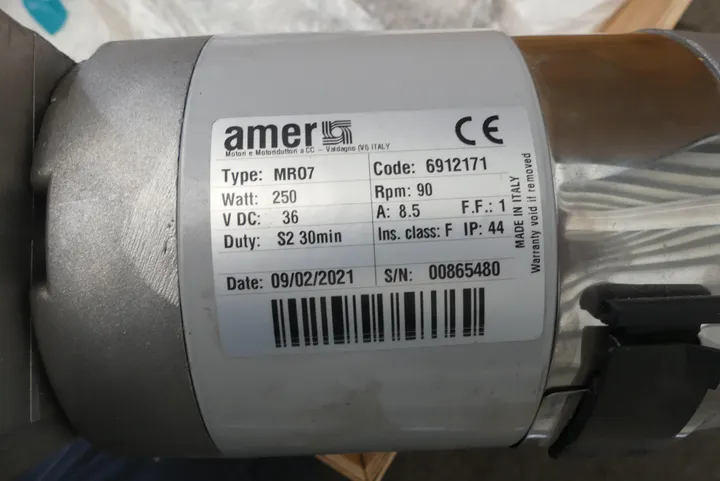 amer
Motori e Motoriduttori a CC - Valdagno (VI) ITALY
CE
Type: MR07
Code: 6912171
Watt: 250
Rpm: 90
V DC: 36
A: 8.5 F.F.: 1
Duty: S2 30min
Ins. class: F IP: 44
Date: 09/02/2021
S/N: 00865480
MADE IN ITALY
Warranty void if removed